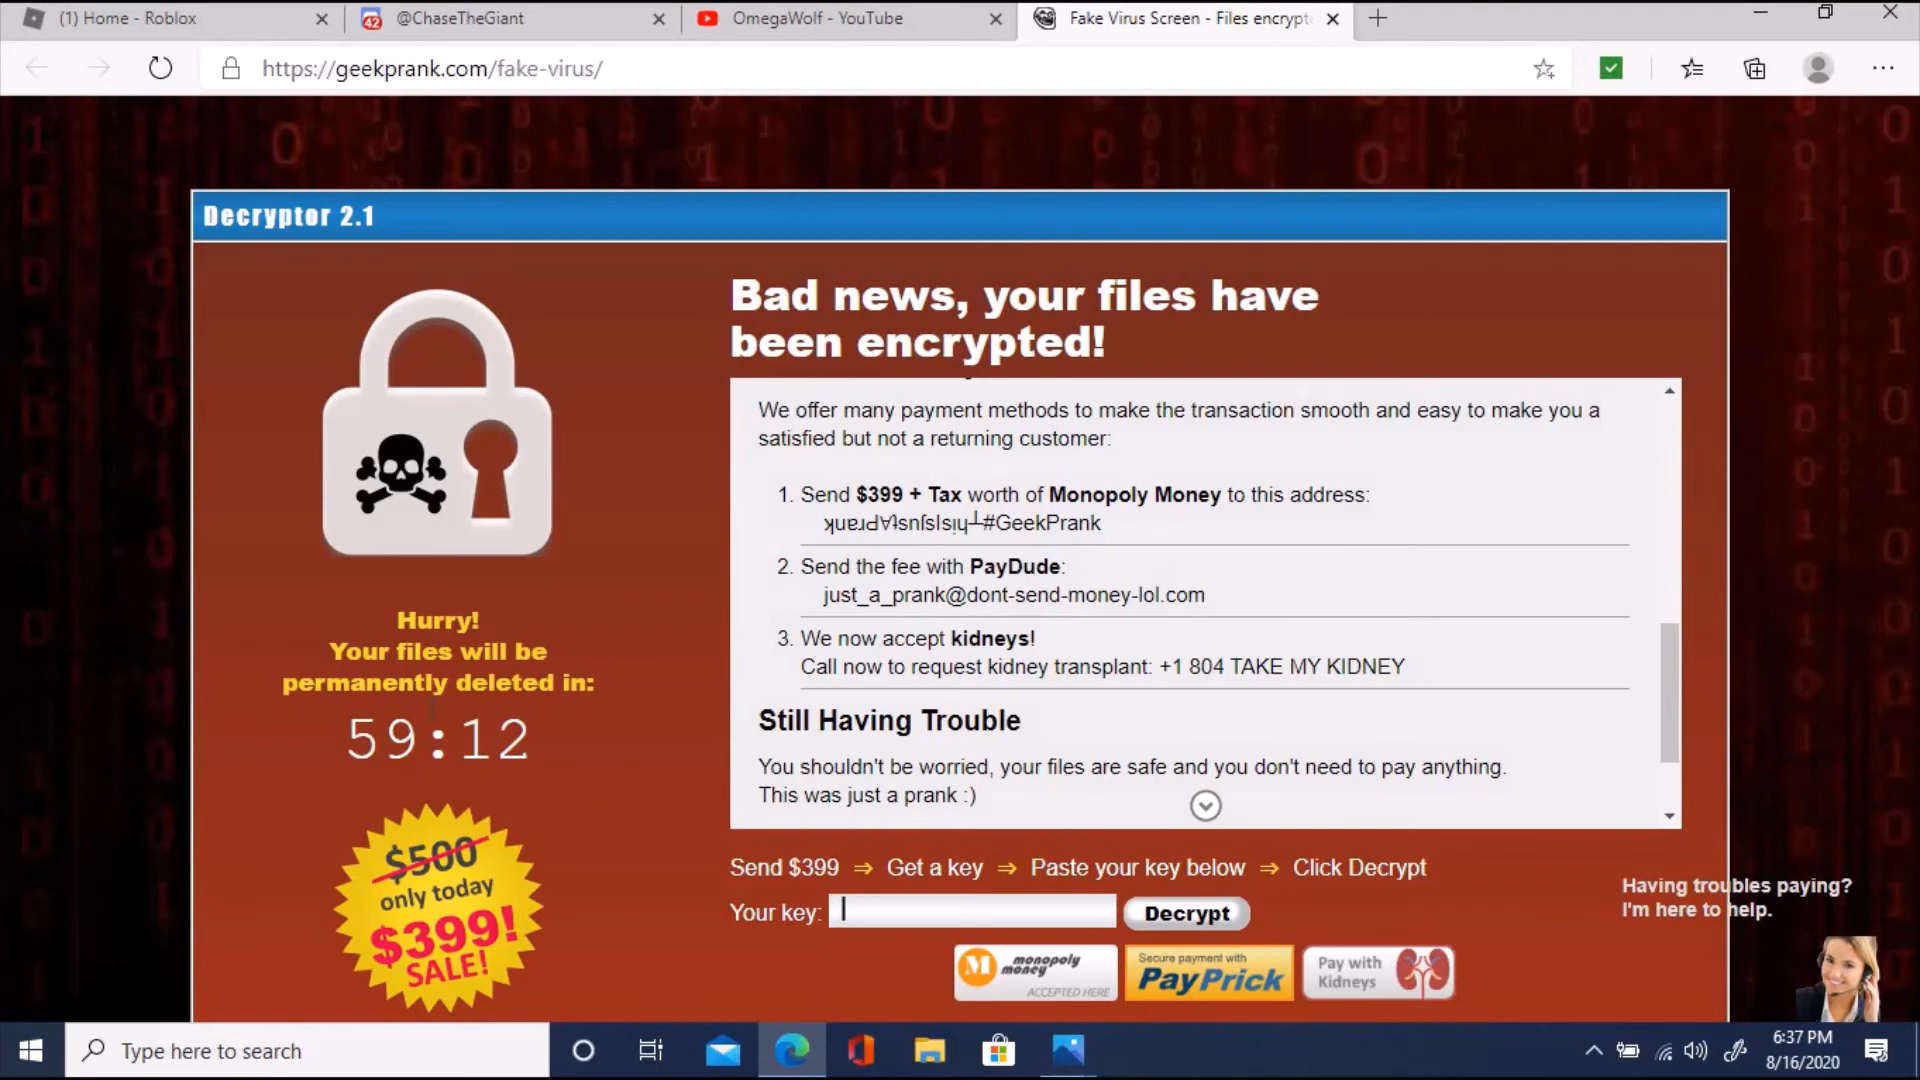 (1) Home - Roblox
42
@ChaseTheGiant
OmegaWolf - YouTube
Fake Virus Screen - Files encrypt
https://geekprank.com/fake-virus/
Decryptor 2.1
Bad news, your files have
been encrypted!
We offer many payment methods to make the transaction smooth and easy to make you a
satisfied but not a returning customer:
1. Send $399 + Tax worth of Monopoly Money to this address:
#GeekPrank
2. Send the fee with PayDude:
just_a_prank@dont-send-money-lol.com
3. We now accept kidneys!
Call now to request kidney transplant: +1 804 TAKE MY KIDNEY
Still Having Trouble
You shouldn't be worried, your files are safe and you don't need to pay anything.
This was just a prank :)
Hurry!
Your files will be
permanently deleted in:
59:12
$500
only today
$399!
SALE!
Send $399 ⇒ Get a key ⇒ Paste your key below ⇒ Click Decrypt
Your key:
Decrypt
M monopoly
money
ACCEPTED HERE
Secure payment with
PayPrick
Pay with
Kidneys
Having troubles paying?
I'm here to help.
Type here to search
6:37 PM
8/16/2020